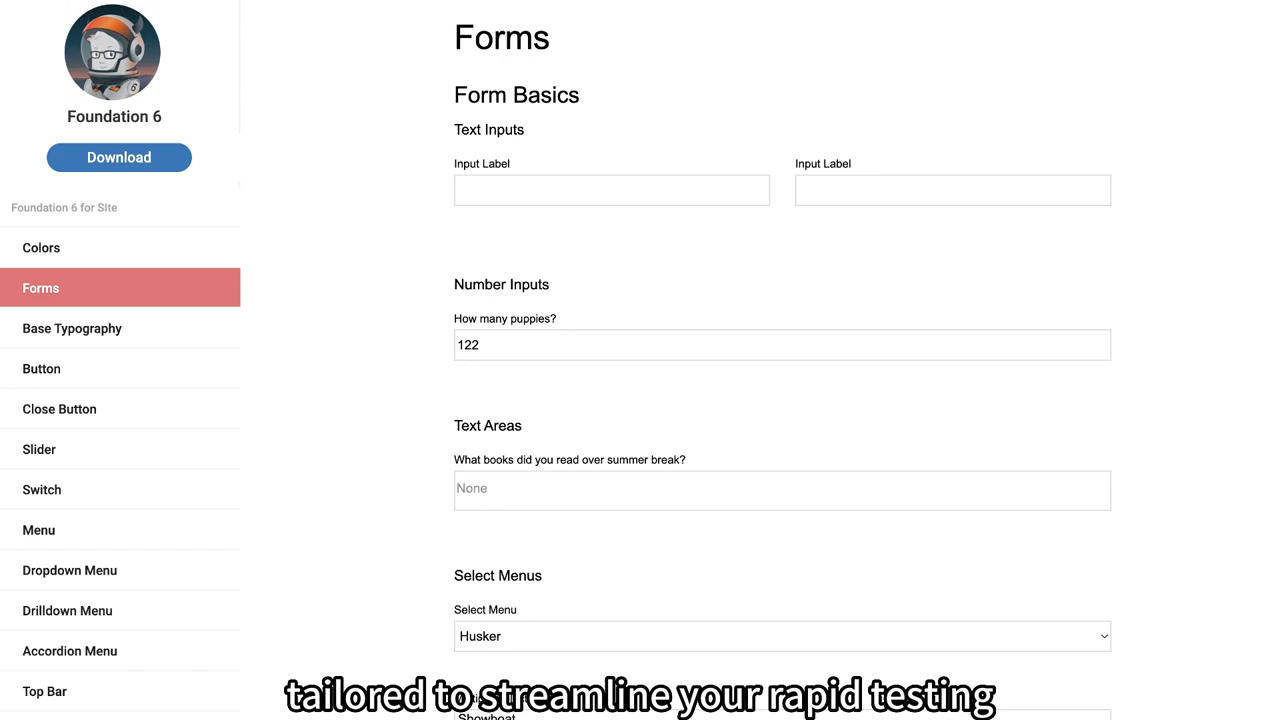 Foundation 6
Download
Foundation 6 for SIte
Colors
Forms
Base Typography
Button
Close Button
Slider
Switch
Menu
Dropdown Menu
Drilldown Menu
Accordion Menu
Top Bar
Forms
Form Basics
Text Inputs
Input Label
Input Label
Number Inputs
How many puppies?
122
Text Areas
What books did you read over summer break?
None
Select Menus
Select Menu
Husker
Showboat
tailored to streamline your rapid testing